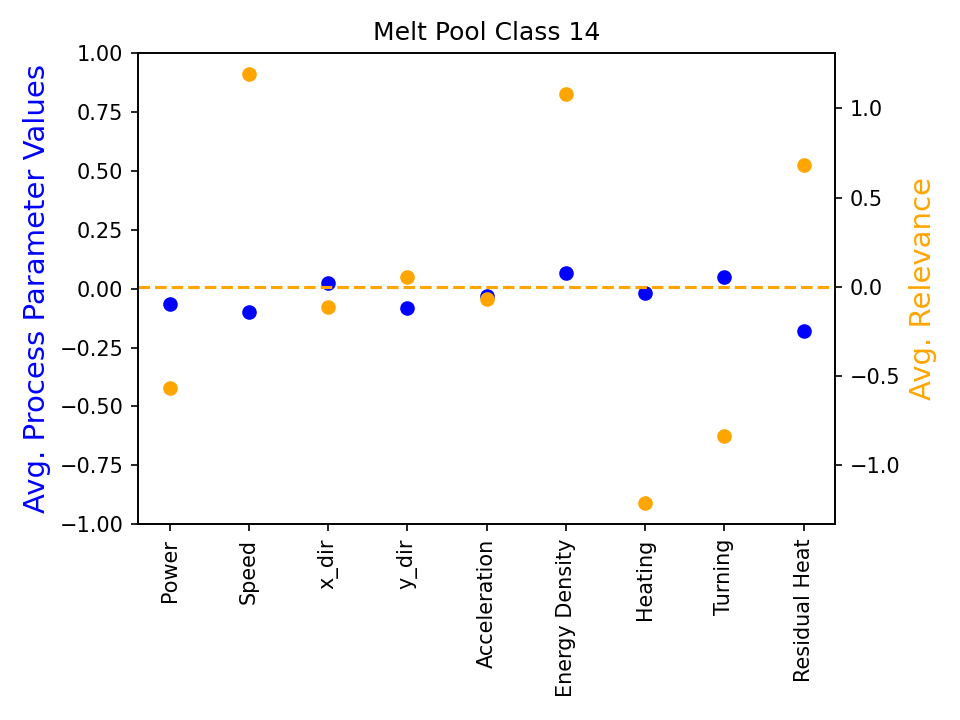 Melt Pool Class 14
Avg. Process Parameter Values
1.00
0.75
0.50
0.25
0.00
−0.25
−0.50
−0.75
−1.00
1.0
0.5
0.0
−0.5
−1.0
Avg. Relevance
Power
Speed
x_dir
y_dir
Acceleration
Energy Density
Heating
Turning
Residual Heat